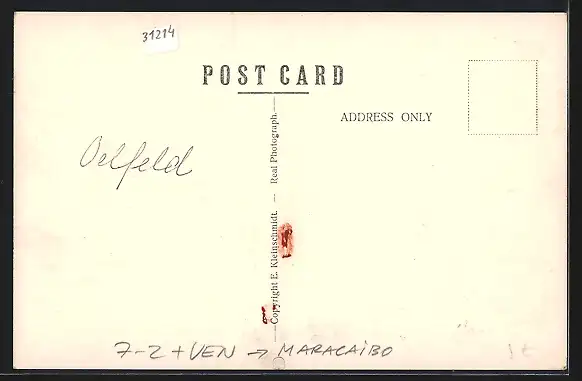 31214
POST CARD
ADDRESS ONLY
Oelfeld
Copyright E. Kleinschmidt. — Real Photograph.
7-2 + VEN → MARACAIBO